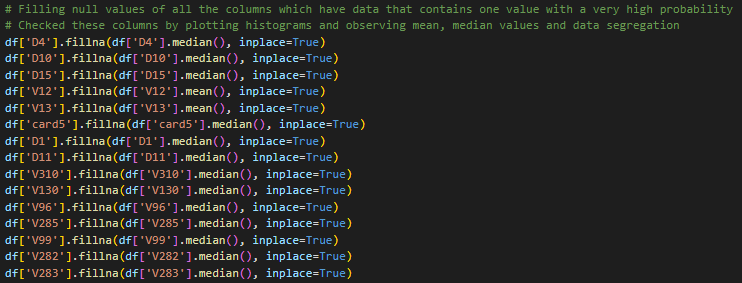 # Filling null values of all the columns which have data that contains one value with a very high probability
# Checked these columns by plotting histograms and observing mean, median values and data segregation
df['D4'].fillna(df['D4'].median(), inplace=True)
df['D10'].fillna(df['D10'].median(), inplace=True)
df['D15'].fillna(df['D15'].median(), inplace=True)
df['V12'].fillna(df['V12'].mean(), inplace=True)
df['V13'].fillna(df['V13'].mean(), inplace=True)
df['card5'].fillna(df['card5'].median(), inplace=True)
df['D1'].fillna(df['D1'].median(), inplace=True)
df['D11'].fillna(df['D11'].median(), inplace=True)
df['V310'].fillna(df['V310'].median(), inplace=True)
df['V130'].fillna(df['V130'].median(), inplace=True)
df['V96'].fillna(df['V96'].median(), inplace=True)
df['V285'].fillna(df['V285'].median(), inplace=True)
df['V99'].fillna(df['V99'].median(), inplace=True)
df['V282'].fillna(df['V282'].median(), inplace=True)
df['V283'].fillna(df['V283'].median(), inplace=True)